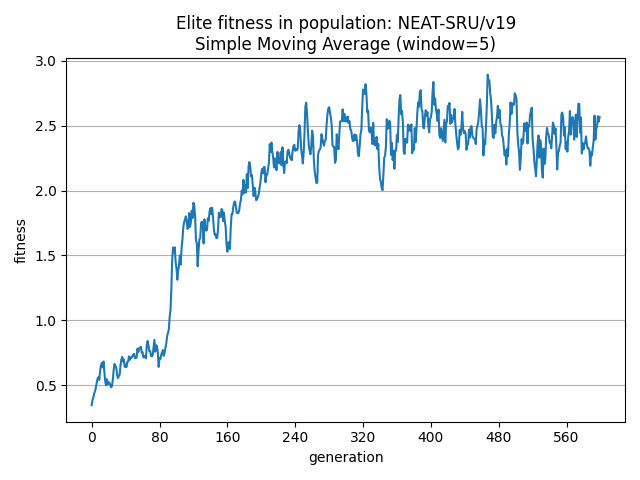 Elite fitness in population: NEAT-SRU/v19
Simple Moving Average (window=5)
3.0
2.5
2.0
1.5
1.0
0.5
fitness
0 80 160 240 320 400 480 560
generation